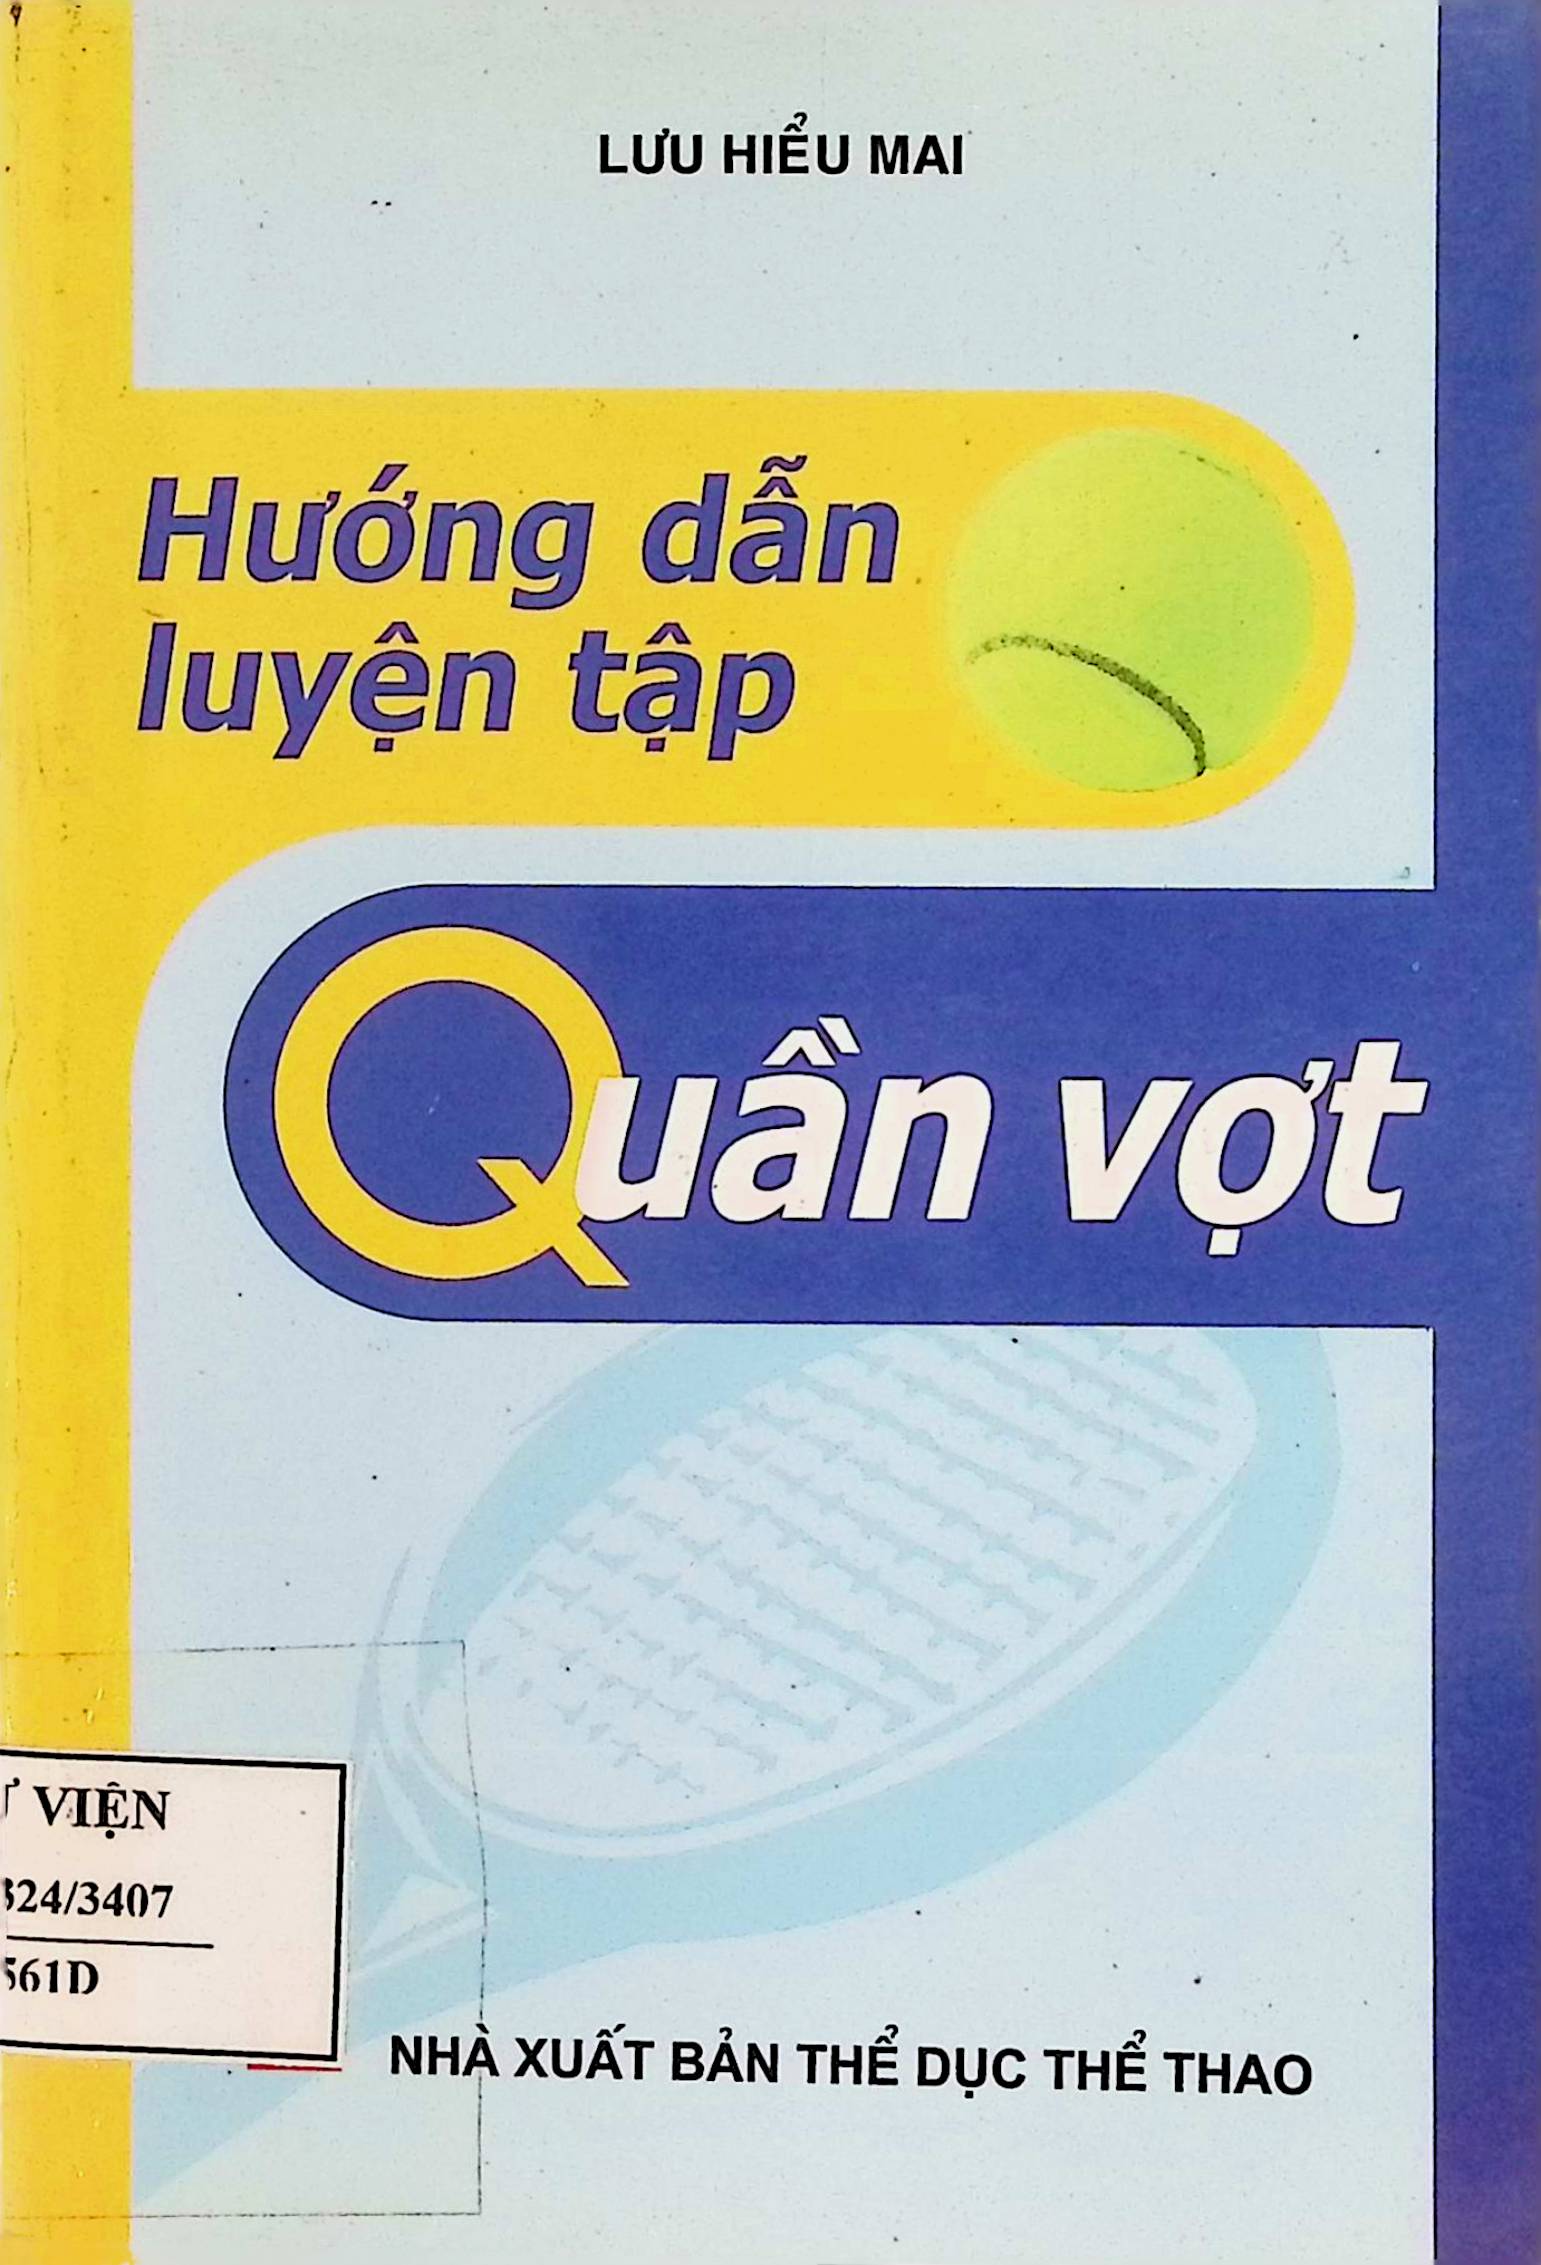 LƯU HIỂU MAI
Hướng dẫn
luyện tập
Quần vợt
VIỆN
324/3407
561D
NHÀ XUẤT BẢN THỂ DỤC THỂ THAO